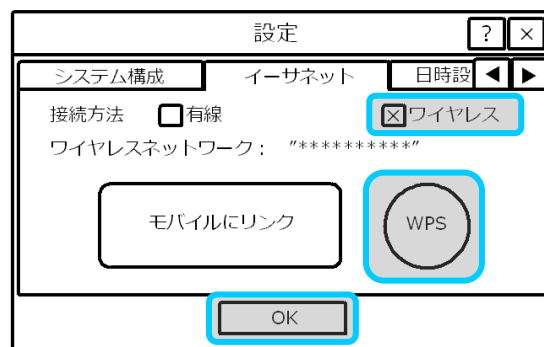 設定 ? ×
システム構成 イーサネット 日時設 ◀ ▶
接続方法 有線 ワイヤレス
ワイヤレスネットワーク： "**********"
モバイルにリンク WPS
OK